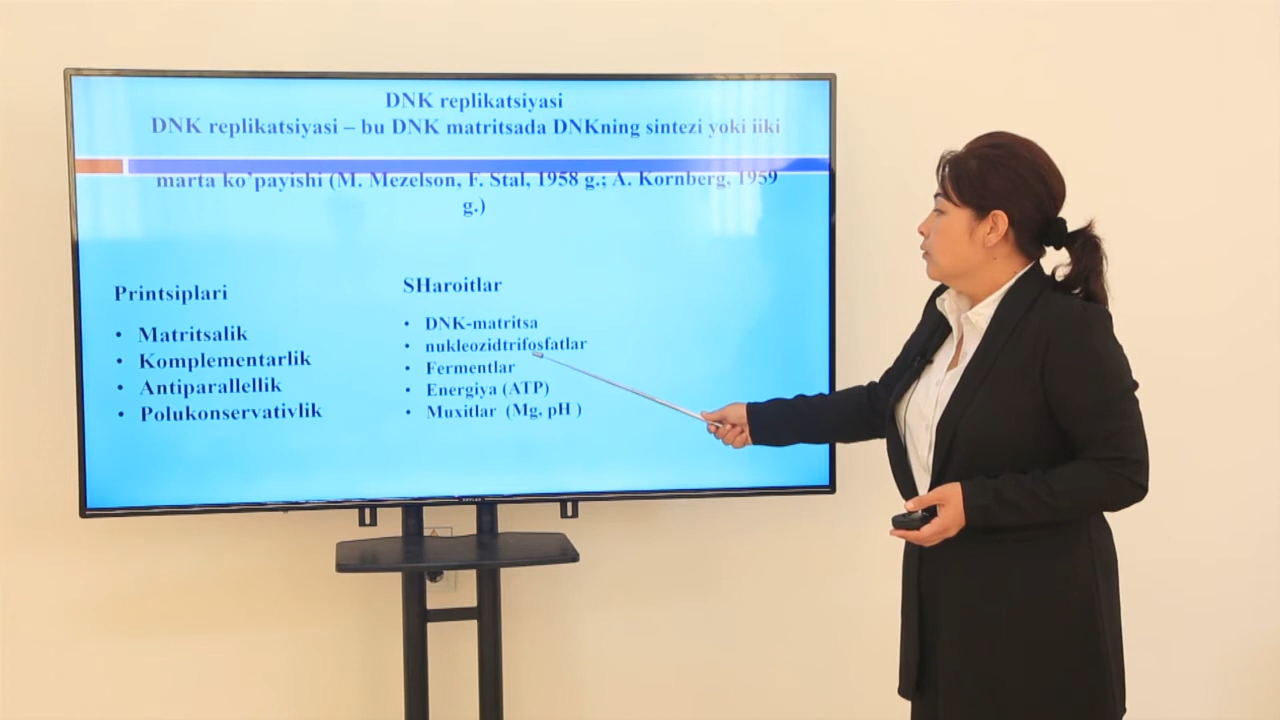 DNK replikatsiyasi
DNK replikatsiyasi – bu DNK matritsada DNKning sintezi yoki iiki
marta ko’payishi (M. Mezelson, F. Stal, 1958 g.; A. Kornberg, 1959
g.)
Printsiplari
• Matritsalik
• Komplementarlik
• Antiparallellik
• Polukonservativlik
SHaroitlar
• DNK-matritsa
• nukleozidtrifosfatlar
• Fermentlar
• Energiya (ATP)
• Muxitlar (Mg, pH )